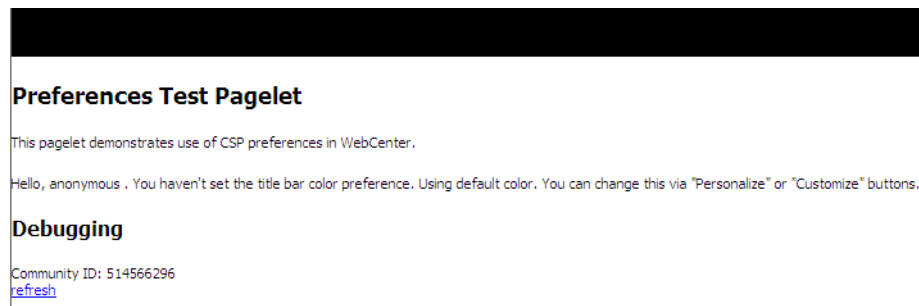 Preferences Test Pagelet
This pagelet demonstrates use of CSP preferences in WebCenter.
Hello, anonymous . You haven't set the title bar color preference. Using default color. You can change this via "Personalize" or "Customize" buttons.
Debugging
Community ID: 514566296
refresh